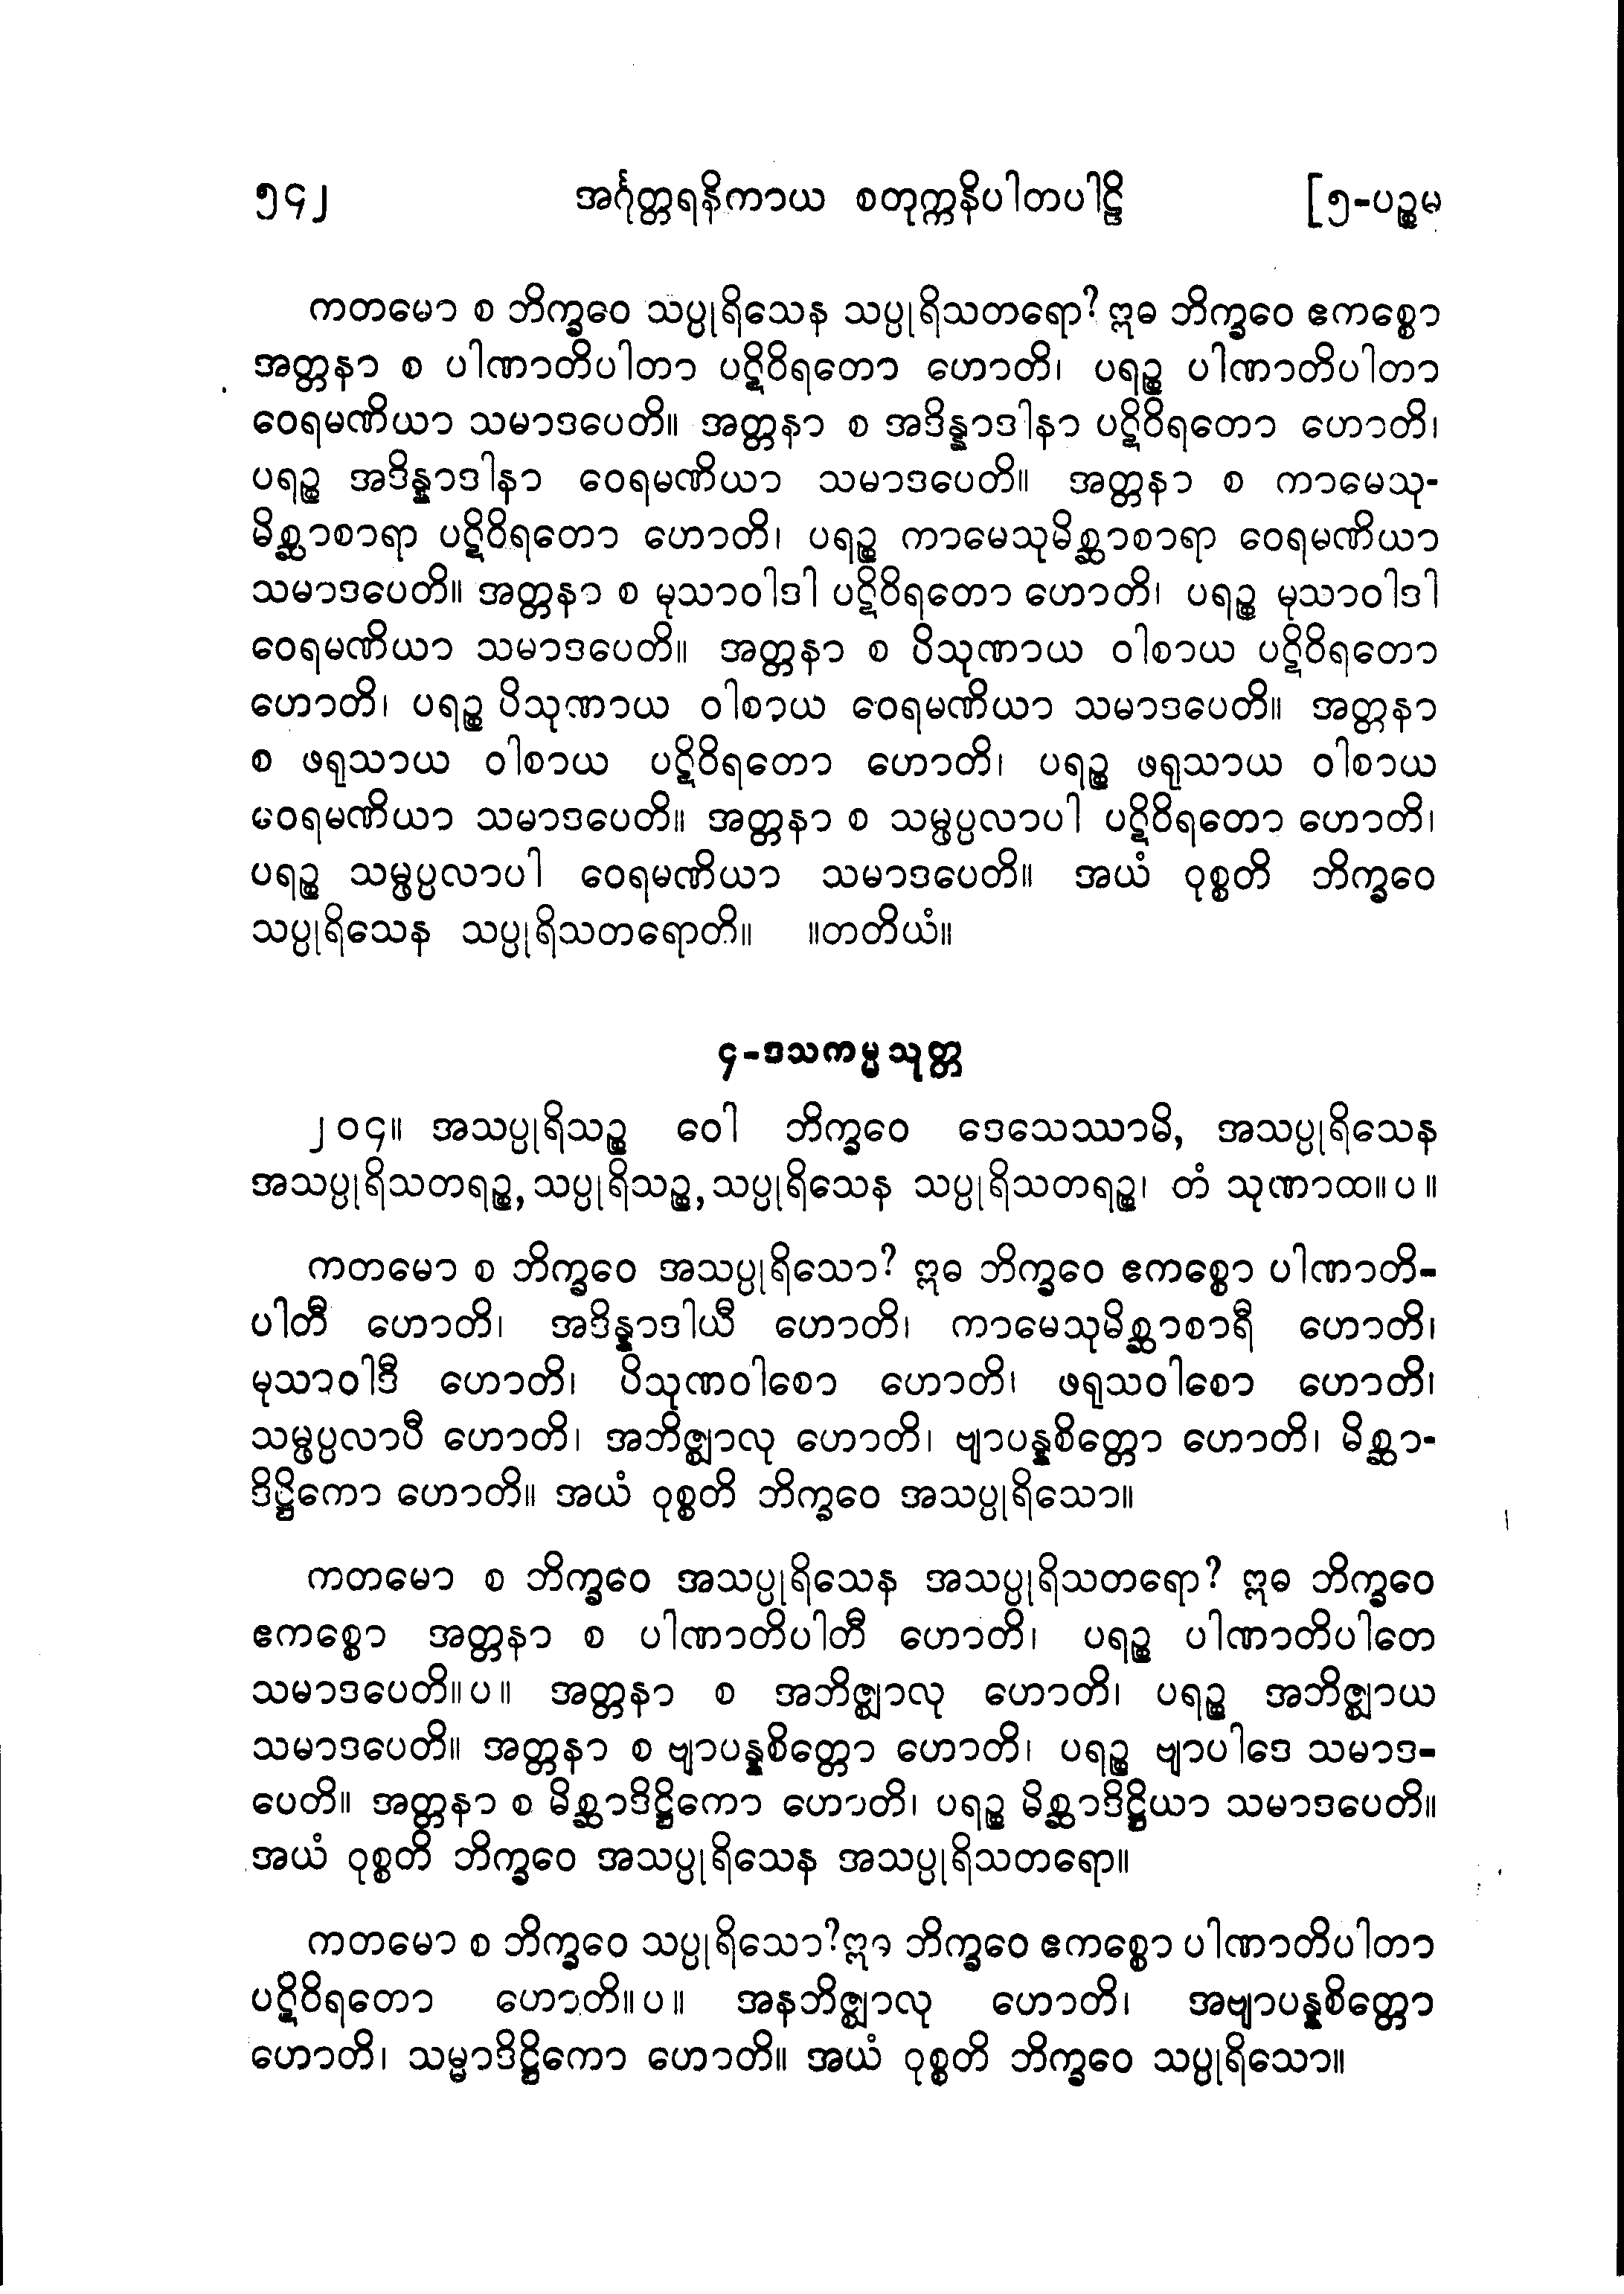 ၅၄၂ အင်္ဂုတ္တရနိကာယ စတုက္ကနိပါတပါဠိ [၅-ပဉ္စမ
ကတမော စ ဘိက္ခဝေ သပ္ပုရိသေန သပ္ပုရိသတရော? ဣဓ ဘိက္ခဝေ ဧကစ္စော
အတ္တနာ စ ပါဏာတိပါတာ ပဋိဝိရတော ဟောတိ၊ ပရဉ္စ ပါဏာတိပါတာ
ဝေရမဏိယာ သမာဒပေတိ။ အတ္တနာ စ အဒိန္နာဒါနာ ပဋိဝိရတော ဟောတိ၊
ပရဉ္စ အဒိန္နာဒါနာ ဝေရမဏိယာ သမာဒပေတိ။ အတ္တနာ စ ကာမေသု-
မိစ္ဆာစာရာ ပဋိဝိရတော ဟောတိ၊ ပရဉ္စ ကာမေသုမိစ္ဆာစာရာ ဝေရမဏိယာ
သမာဒပေတိ။ အတ္တနာ စ မုသာဝါဒါ ပဋိဝိရတော ဟောတိ၊ ပရဉ္စ မုသာဝါဒါ
ဝေရမဏိယာ သမာဒပေတိ။ အတ္တနာ စ ပိသုဏာယ ဝါစာယ ပဋိဝိရတော
ဟောတိ၊ ပရဉ္စ ပိသုဏာယ ဝါစာယ ဝေရမဏိယာ သမာဒပေတိ။ အတ္တနာ
စ ဖရုသာယ ဝါစာယ ပဋိဝိရတော ဟောတိ၊ ပရဉ္စ ဖရုသာယ ဝါစာယ
ဝေရမဏိယာ သမာဒပေတိ။ အတ္တနာ စ သမ္ဖပ္ပလာပါ ပဋိဝိရတော ဟောတိ၊
ပရဉ္စ သမ္ဖပ္ပလာပါ ဝေရမဏိယာ သမာဒပေတိ။ အယံ ဝုစ္စတိ ဘိက္ခဝေ
သပ္ပုရိသေန သပ္ပုရိသတရောတိ။ ။တတိယံ။
၄-ဒသကမ္မသုတ္တ
၂၀၄။ အသပ္ပုရိသဉ္စ ဝေါ ဘိက္ခဝေ ဒေသေဿာမိ, အသပ္ပုရိသေန
အသပ္ပုရိသတရဉ္စ, သပ္ပုရိသဉ္စ, သပ္ပုရိသေန သပ္ပုရိသတရဉ္စ၊ တံ သုဏာထ။ပ။
ကတမော စ ဘိက္ခဝေ အသပ္ပုရိသော? ဣဓ ဘိက္ခဝေ ဧကစ္စော ပါဏာတိ-
ပါတီ ဟောတိ၊ အဒိန္နာဒါယီ ဟောတိ၊ ကာမေသုမိစ္ဆာစာရီ ဟောတိ၊
မုသာဝါဒီ ဟောတိ၊ ပိသုဏဝါစော ဟောတိ၊ ဖရုသဝါစော ဟောတိ၊
သမ္ဖပ္ပလာပီ ဟောတိ၊ အဘိဇ္ဈာလု ဟောတိ၊ ဗျာပန္နစိတ္တော ဟောတိ၊ မိစ္ဆာ-
ဒိဋ္ဌိကော ဟောတိ။ အယံ ဝုစ္စတိ ဘိက္ခဝေ အသပ္ပုရိသော။
ကတမော စ ဘိက္ခဝေ အသပ္ပုရိသေန အသပ္ပုရိသတရော? ဣဓ ဘိက္ခဝေ
ဧကစ္စော အတ္တနာ စ ပါဏာတိပါတီ ဟောတိ၊ ပရဉ္စ ပါဏာတိပါတေ
သမာဒပေတိ။ပ။ အတ္တနာ စ အဘိဇ္ဈာလု ဟောတိ၊ ပရဉ္စ အဘိဇ္ဈာယ
သမာဒပေတိ။ အတ္တနာ စ ဗျာပန္နစိတ္တော ဟောတိ၊ ပရဉ္စ ဗျာပါဒေ သမာဒ-
ပေတိ။ အတ္တနာ စ မိစ္ဆာဒိဋ္ဌိကော ဟောတိ၊ ပရဉ္စ မိစ္ဆာဒိဋ္ဌိယာ သမာဒပေတိ။
အယံ ဝုစ္စတိ ဘိက္ခဝေ အသပ္ပုရိသေန အသပ္ပုရိသတရော။
ကတမော စ ဘိက္ခဝေ သပ္ပုရိသော? ဣဓ ဘိက္ခဝေ ဧကစ္စော ပါဏာတိပါတာ
ပဋိဝိရတော ဟောတိ။ပ။ အနဘိဇ္ဈာလု ဟောတိ၊ အဗျာပန္နစိတ္တော
ဟောတိ၊ သမ္မာဒိဋ္ဌိကော ဟောတိ။ အယံ ဝုစ္စတိ ဘိက္ခဝေ သပ္ပုရိသော။